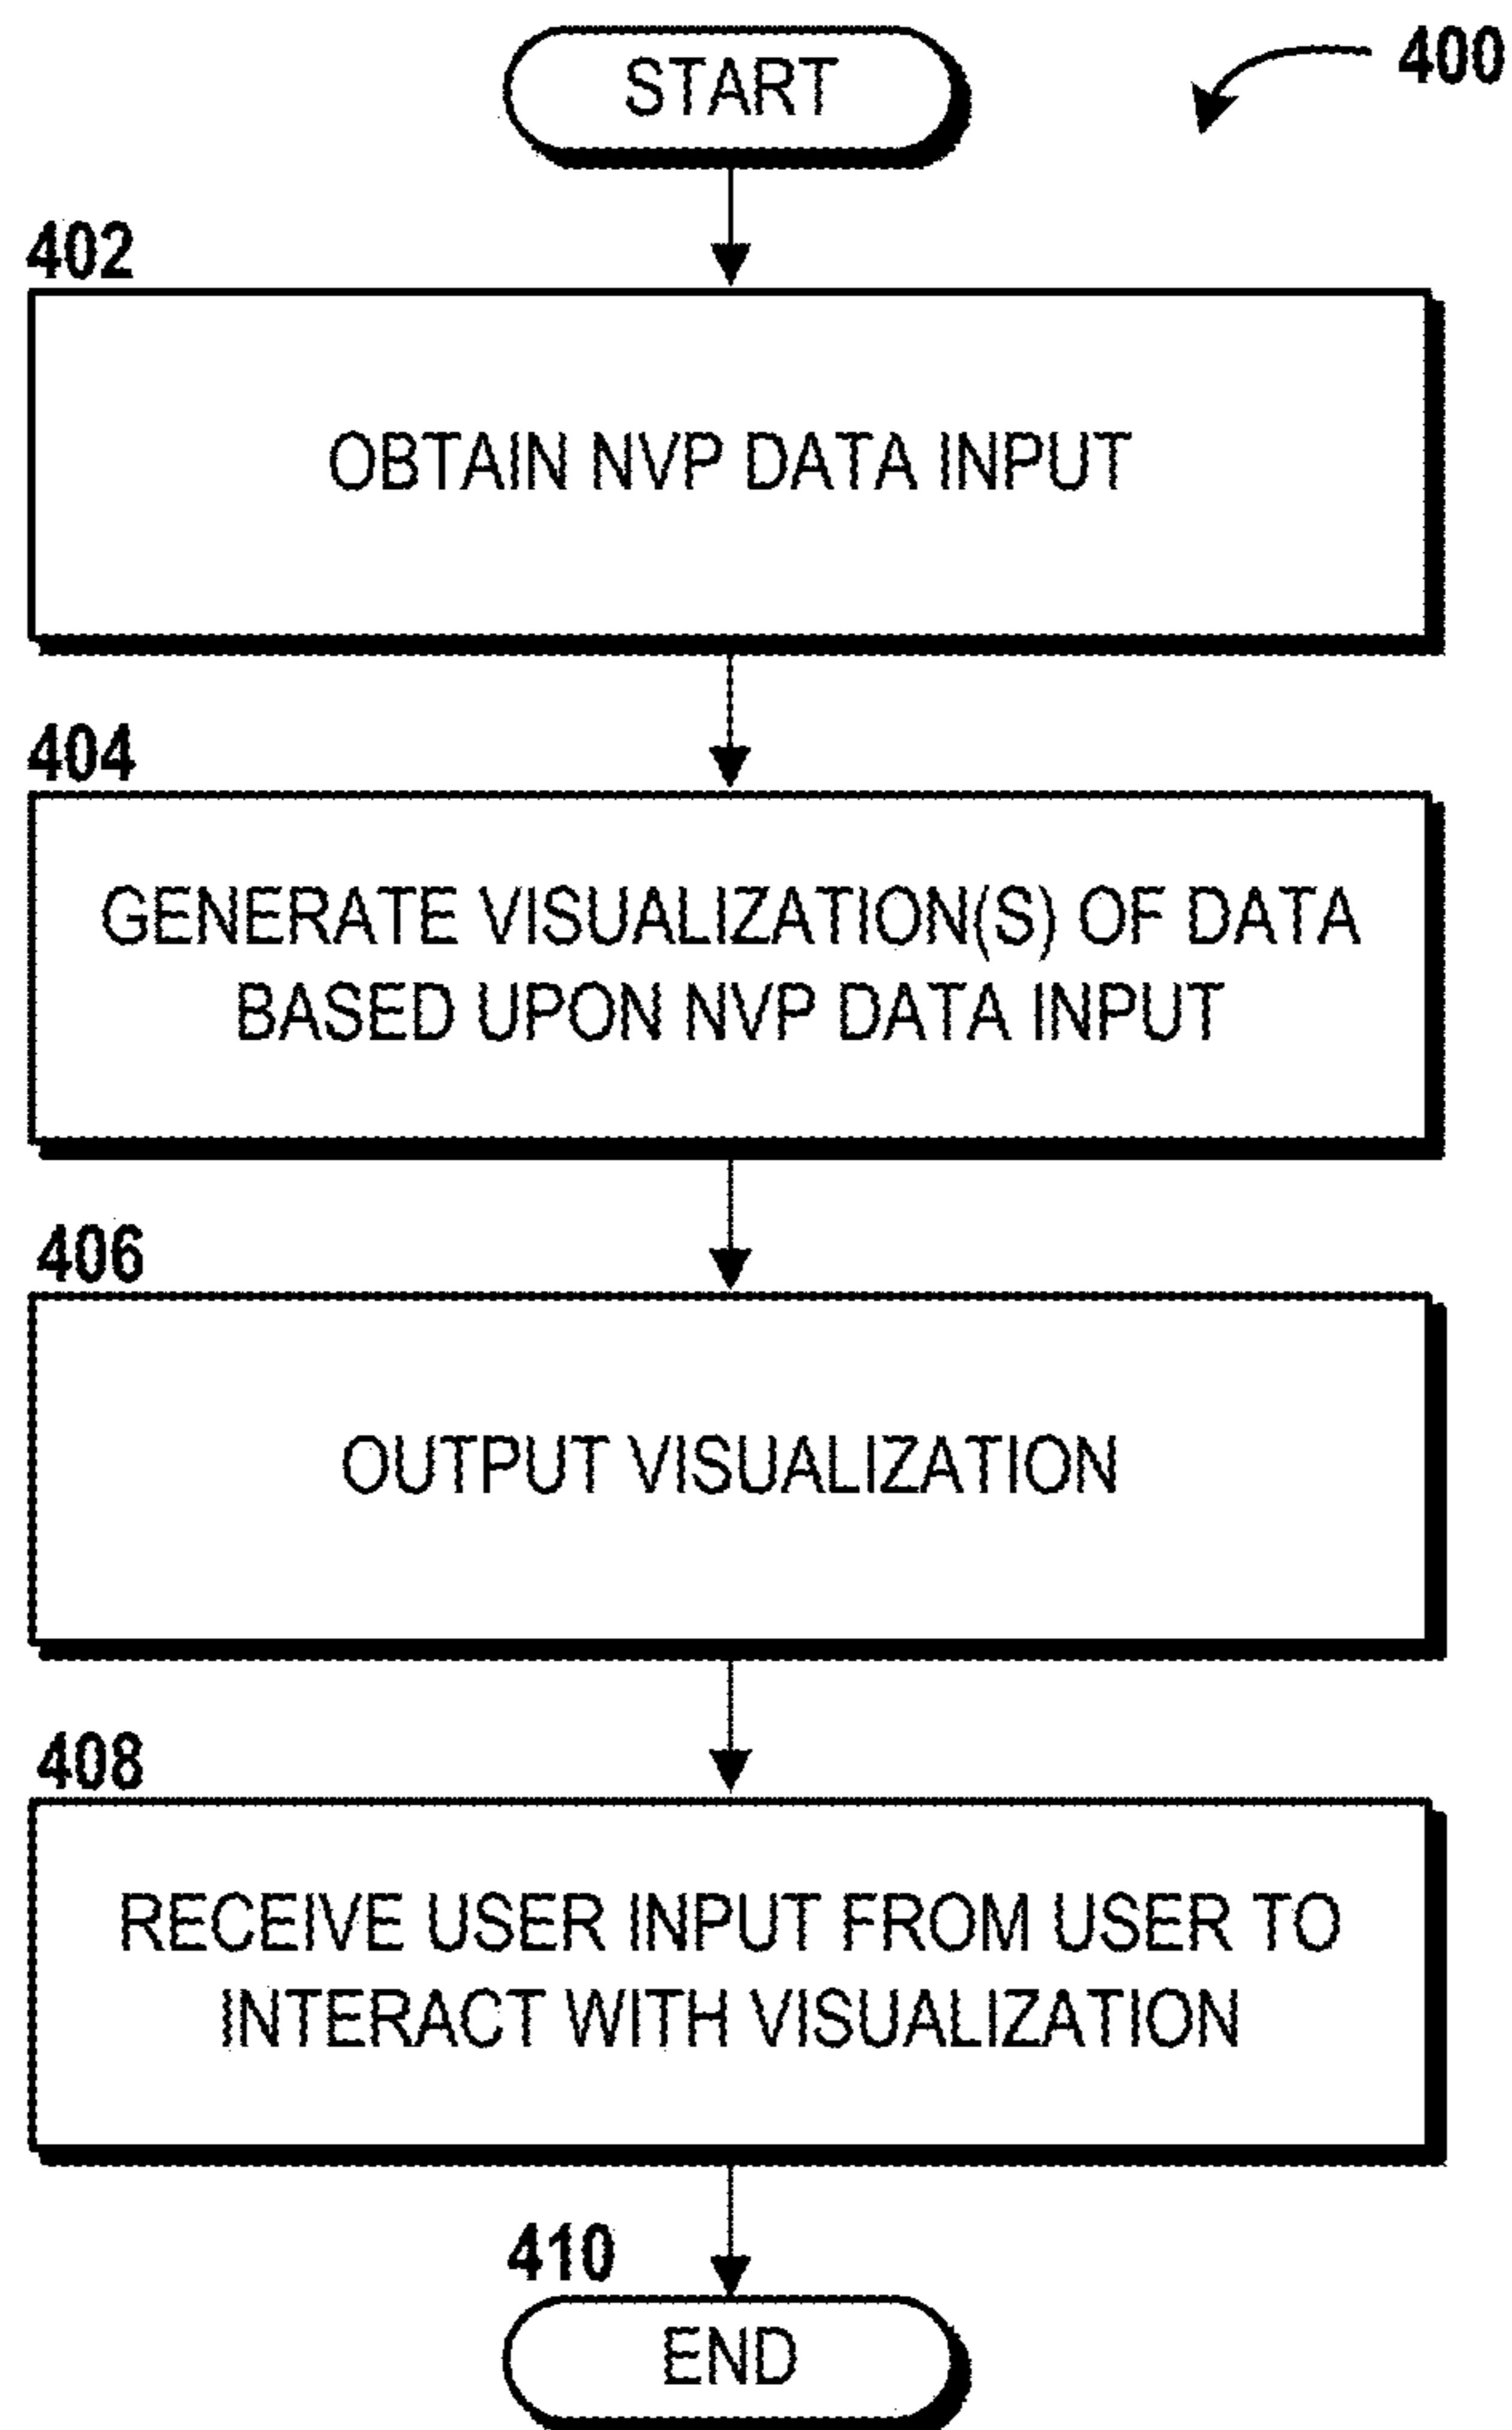 START
400
402
OBTAIN NVP DATA INPUT
404
GENERATE VISUALIZATION(S) OF DATA
BASED UPON NVP DATA INPUT
406
OUTPUT VISUALIZATION
408
RECEIVE USER INPUT FROM USER TO
INTERACT WITH VISUALIZATION
410
END